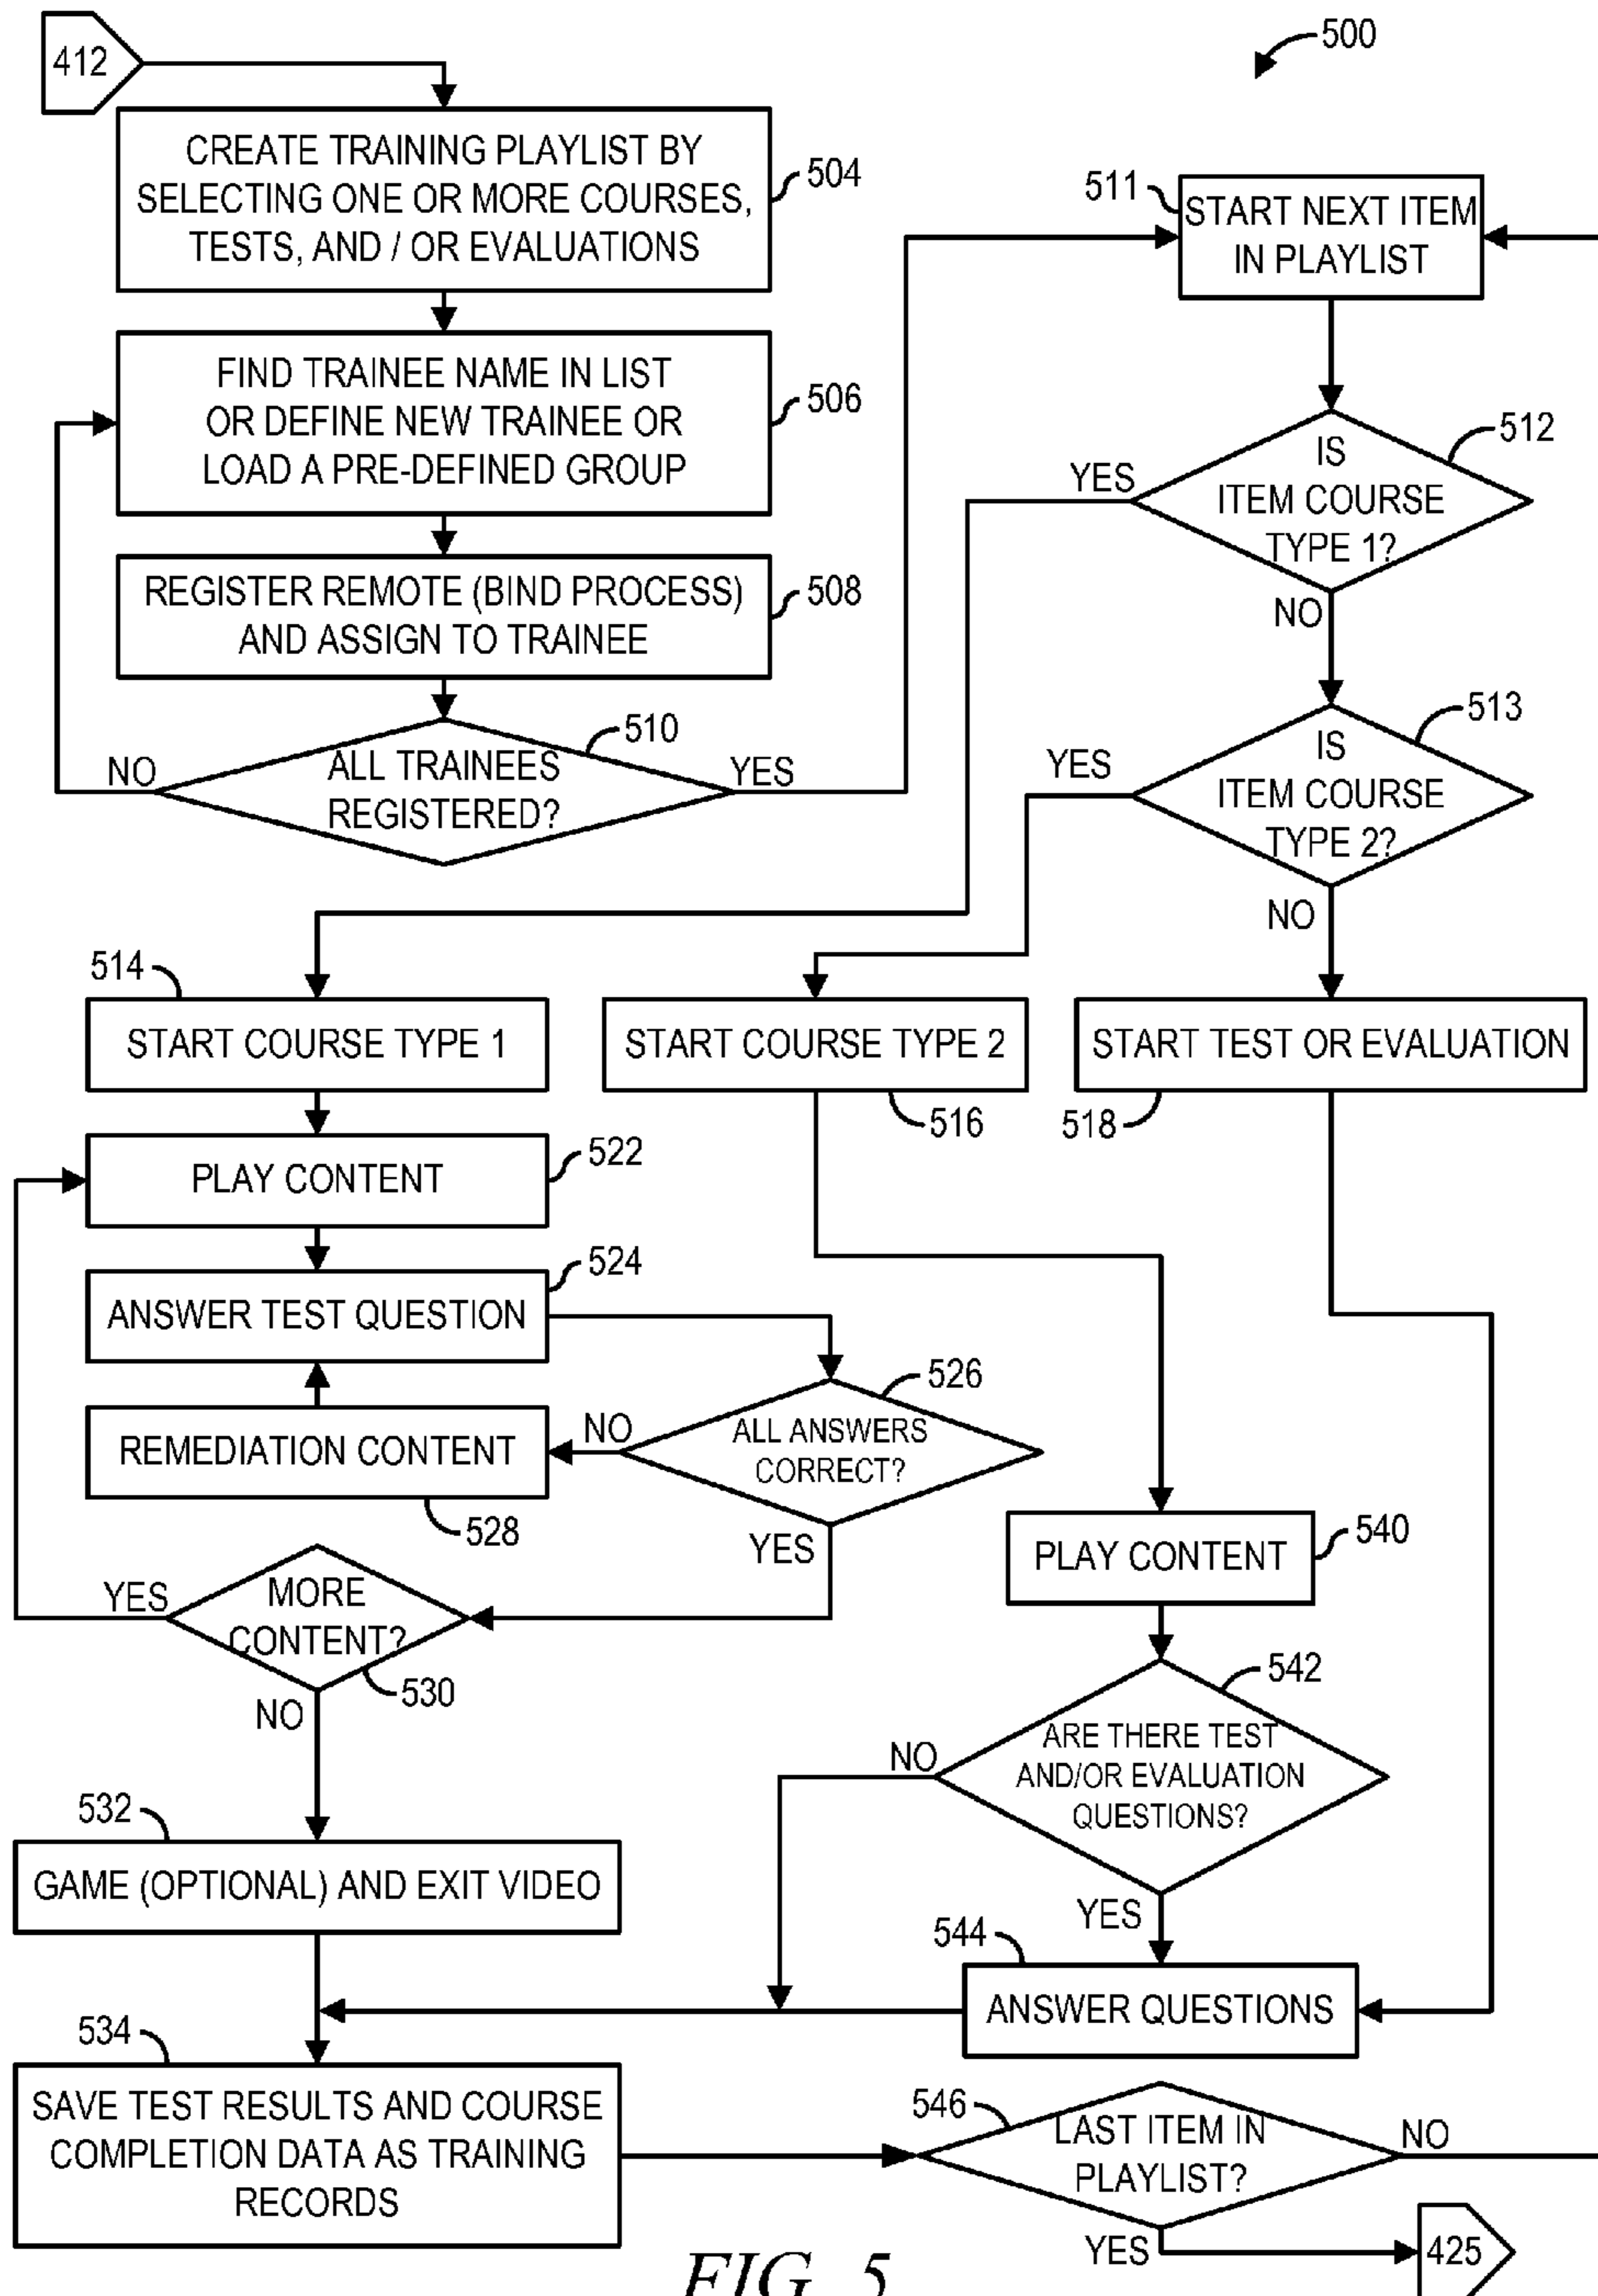 412
500
CREATE TRAINING PLAYLIST BY
SELECTING ONE OR MORE COURSES,
TESTS, AND / OR EVALUATIONS
504
511
START NEXT ITEM
IN PLAYLIST
FIND TRAINEE NAME IN LIST
OR DEFINE NEW TRAINEE OR
LOAD A PRE-DEFINED GROUP
506
512
IS
ITEM COURSE
TYPE 1?
YES
NO
REGISTER REMOTE (BIND PROCESS)
AND ASSIGN TO TRAINEE
508
510
ALL TRAINEES
REGISTERED?
NO
YES
513
IS
ITEM COURSE
TYPE 2?
YES
NO
514
START COURSE TYPE 1
START COURSE TYPE 2
516
START TEST OR EVALUATION
518
PLAY CONTENT
522
ANSWER TEST QUESTION
524
526
ALL ANSWERS
CORRECT?
NO
YES
REMEDIATION CONTENT
528
PLAY CONTENT
540
MORE
CONTENT?
YES
530
NO
542
ARE THERE TEST
AND/OR EVALUATION
QUESTIONS?
NO
YES
532
GAME (OPTIONAL) AND EXIT VIDEO
544
ANSWER QUESTIONS
534
SAVE TEST RESULTS AND COURSE
COMPLETION DATA AS TRAINING
RECORDS
546
LAST ITEM IN
PLAYLIST?
NO
YES
425
FIG. 5